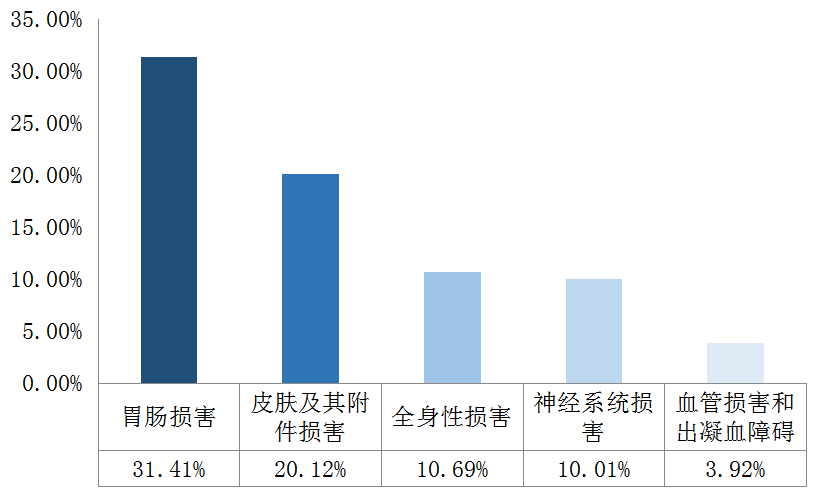 35.00%
30.00%
25.00%
20.00%
15.00%
10.00%
5.00%
0.00%
胃肠损害
皮肤及其附
件损害
全身性损害
神经系统损
害
血管损害和
出凝血障碍
31.41%
20.12%
10.69%
10.01%
3.92%